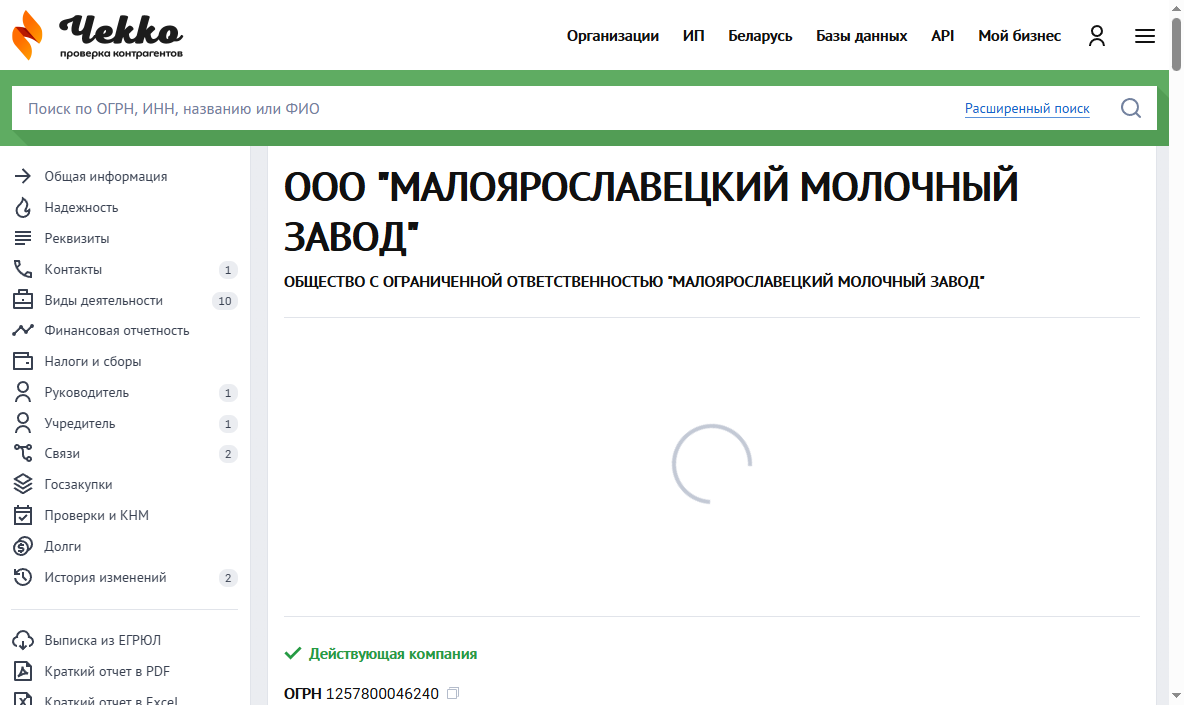 Чекко
проверка контрагентов
Организации ИП Беларусь Базы данных API Мой бизнес
Поиск по ОГРН, ИНН, названию или ФИО
Расширенный поиск
Общая информация
Надежность
Реквизиты
Контакты 1
Виды деятельности 10
Финансовая отчетность
Налоги и сборы
Руководитель 1
Учредитель 1
Связи 2
Госзакупки
Проверки и КНМ
Долги
История изменений 2
Выписка из ЕГРЮЛ
Краткий отчет в PDF
Краткий отчет в Excel
ООО "МАЛОЯРОСЛАВЕЦКИЙ МОЛОЧНЫЙ
ЗАВОД"
ОБЩЕСТВО С ОГРАНИЧЕННОЙ ОТВЕТСТВЕННОСТЬЮ "МАЛОЯРОСЛАВЕЦКИЙ МОЛОЧНЫЙ ЗАВОД"
Действующая компания
ОГРН 1257800046240